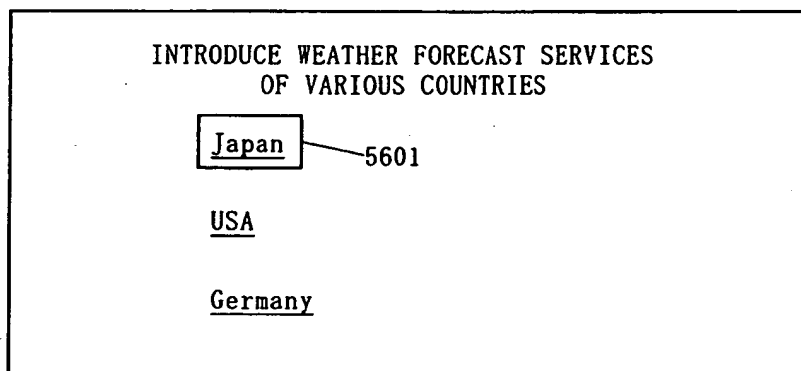 INTRODUCE WEATHER FORECAST SERVICES
OF VARIOUS COUNTRIES
Japan 5601
USA
Germany